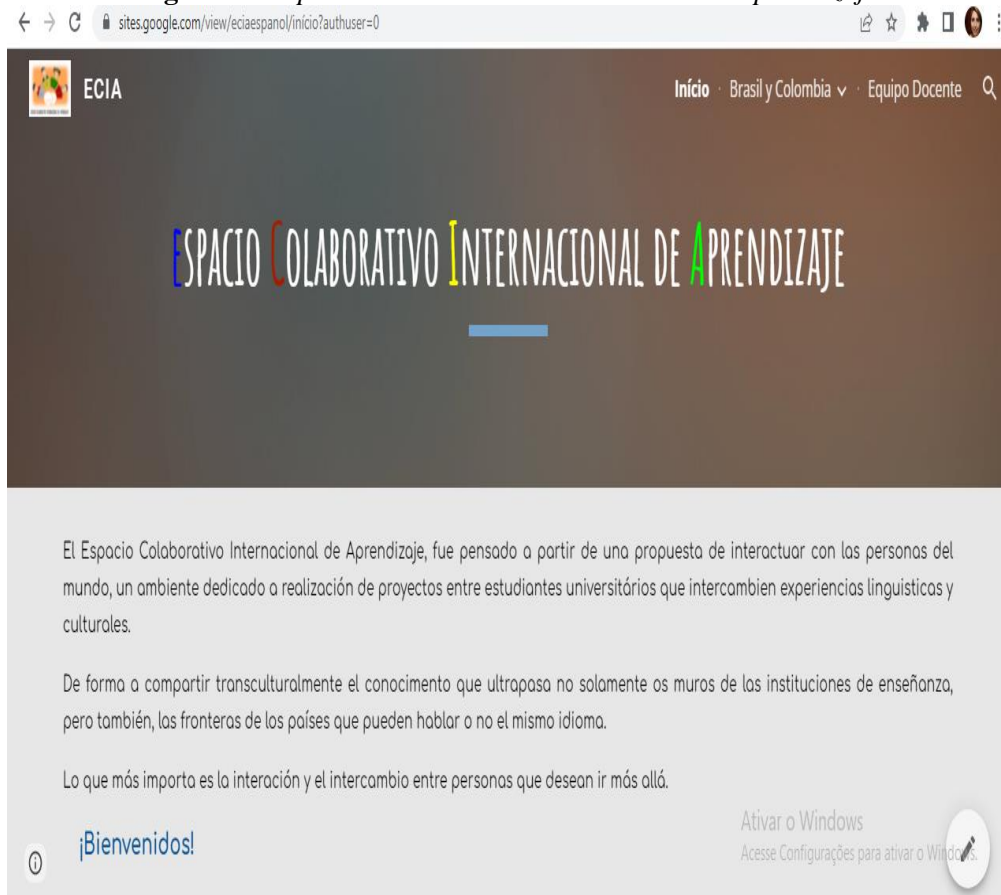 sites.google.com/view/eciaespanol/início?authuser=0
ECIA
Início · Brasil y Colombia · Equipo Docente
ESPACIO COLABORATIVO INTERNACIONAL DE APRENDIZAJE
El Espacio Colaborativo Internacional de Aprendizaje, fue pensado a partir de una propuesta de interactuar con las personas del
mundo, un ambiente dedicado a realización de proyectos entre estudiantes universitários que intercambien experiencias linguisticas y
culturales.
De forma a compartir transculturalmente el conocimento que ultrapasa no solamente os muros de las instituciones de enseñanza,
pero también, las fronteras de los países que pueden hablar o no el mismo idioma.
Lo que más importa es la interación y el intercambio entre personas que desean ir más allá.
¡Bienvenidos!
Ativar o Windows
Acesse Configurações para ativar o Windows.